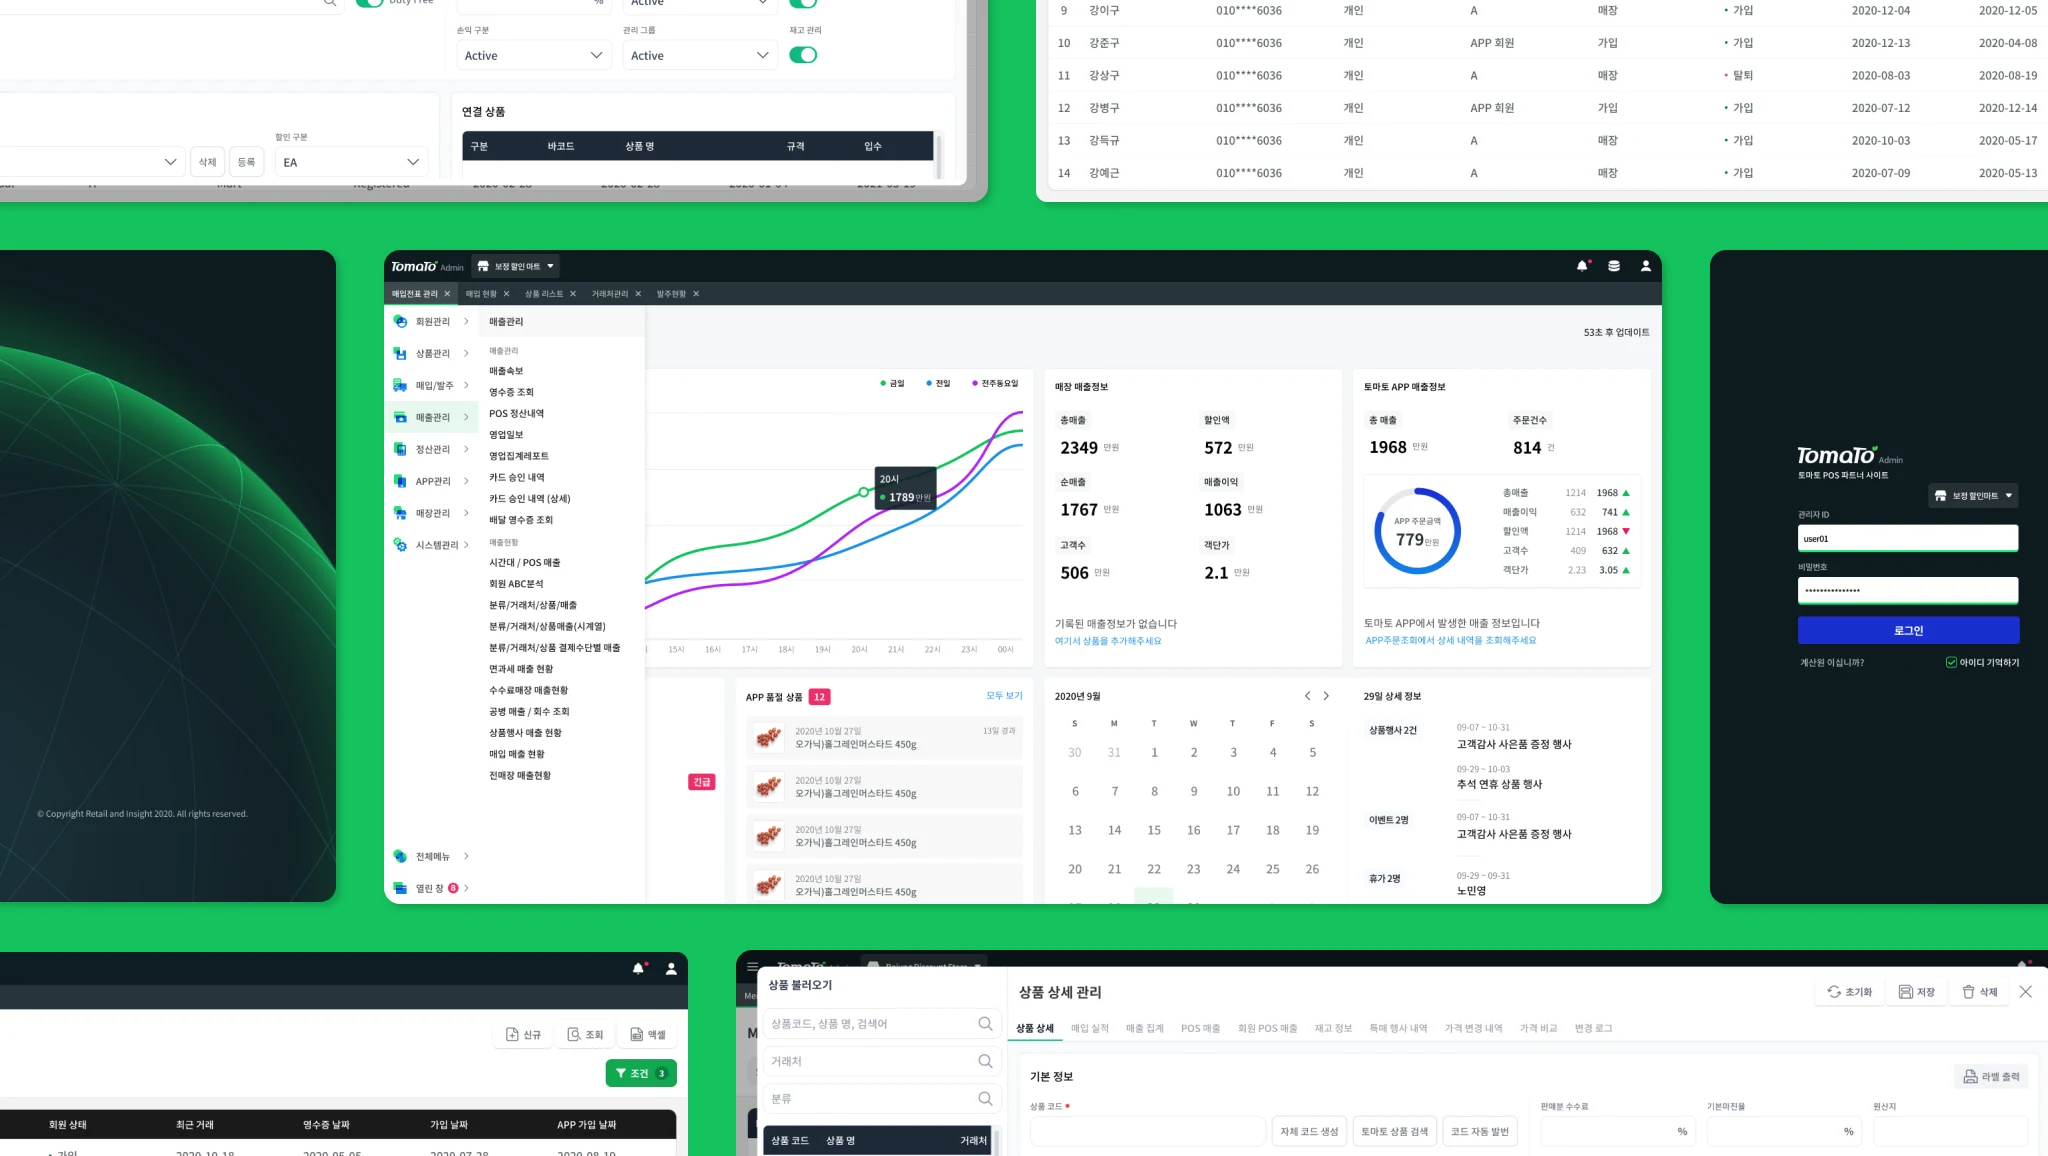 손익 구분
관리 그룹
재고 관리
Active
Active
할인 구분
삭제
등록
EA
연결 상품
구분 바코드 상품 명 규격 입수
9 강이구 010****6036 개인 A 매장 • 가입 2020-12-04 2020-12-05
10 강준구 010****6036 개인 APP 회원 가입 • 가입 2020-12-13 2020-04-08
11 강상구 010****6036 개인 A 매장 • 탈퇴 2020-08-03 2020-08-19
12 강병구 010****6036 개인 APP 회원 가입 • 가입 2020-07-12 2020-12-14
13 강득규 010****6036 개인 A 매장 • 가입 2020-10-03 2020-05-17
14 강예근 010****6036 개인 A 매장 • 가입 2020-07-09 2020-05-13
© Copyright Retail and Insight 2020. All rights reserved.
TomaTo Admin 보정 할인 마트
매입전표 관리 매입 현황 상품 리스트 거래처관리 발주현황
회원관리
상품관리
매입/발주
매출관리
정산관리
APP관리
매장관리
시스템관리
전체메뉴
열린 창 8
매출관리
매출관리
매출속보
영수증 조회
POS 정산내역
영업일보
영업집계레포트
카드 승인 내역
카드 승인 내역 (상세)
배달 영수증 조회
매출현황
시간대 / POS 매출
회원 ABC분석
분류/거래처/상품/매출
분류/거래처/상품매출(시계열)
분류/거래처/상품 결제수단별 매출
면과세 매출 현황
수수료매장 매출현황
공병 매출 / 회수 조회
상품행사 매출 현황
매입 매출 현황
전매장 매출현황
53초 후 업데이트
금일 전일 전주동요일
20시
1789만원
15시 16시 17시 18시 19시 20시 21시 22시 23시 00시
매장 매출정보
총매출 할인액
2349 만원 572 만원
순매출 매출이익
1767 만원 1063 만원
고객수 객단가
506 만원 2.1 만원
기록된 매출정보가 없습니다
여기서 상품을 추가해주세요
토마토 APP 매출정보
총 매출 주문건수
1968 만원 814 건
APP 주문금액
779만원
총매출 1214 1968 ▲
매출이익 632 741 ▲
할인액 1214 1968 ▼
고객수 409 632 ▲
객단가 2.23 3.05 ▲
토마토 APP에서 발생한 매출 정보입니다
APP주문조회에서 상세 내역을 조회해주세요
긴급
APP 품절 상품 12 모두 보기
2020년 10월 27일 13일 경과
오가닉)홀그레인머스타드 450g
2020년 10월 27일
오가닉)홀그레인머스타드 450g
2020년 10월 27일
오가닉)홀그레인머스타드 450g
2020년 10월 27일
오가닉)홀그레인머스타드 450g
2020년 9월
S M T W T F S
30 31 1 2 3 4 5
6 7 8 9 10 11 12
13 14 15 16 17 18 19
20 21 22 23 24 25 26
29일 상세 정보
상품행사 2건
09-07 ~ 10-31
고객감사 사은품 증정 행사
09-29 ~ 10-03
추석 연휴 상품 행사
이벤트 2명
09-07 ~ 10-31
고객감사 사은품 증정 행사
휴가 2명
09-29 ~ 09-31
노민영
TomaTo Admin
토마토 POS 파트너 사이트
보정 할인마트
관리자 ID
user01
비밀번호
***************
로그인
계산원 이십니까?
아이디 기억하기
신규 조회 액셀
조건 3
회원 상태 최근 거래 영수증 날짜 가입 날짜 APP 가입 날짜
상품 불러오기
상품코드, 상품 명, 검색어
거래처
분류
상품 코드 상품 명 거래처
상품 상세 관리
초기화 저장 삭제
상품 상세 매입 실적 매출 집계 POS 매출 회원 POS 매출 재고 정보 특매 행사 내역 가격 변경 내역 가격 비교 변경 로그
기본 정보
라벨 출력
상품 코드 •
판매분 수수료
기본마진율
원산지
자체 코드 생성 토마토 상품 검색 코드 자동 발번
%
%